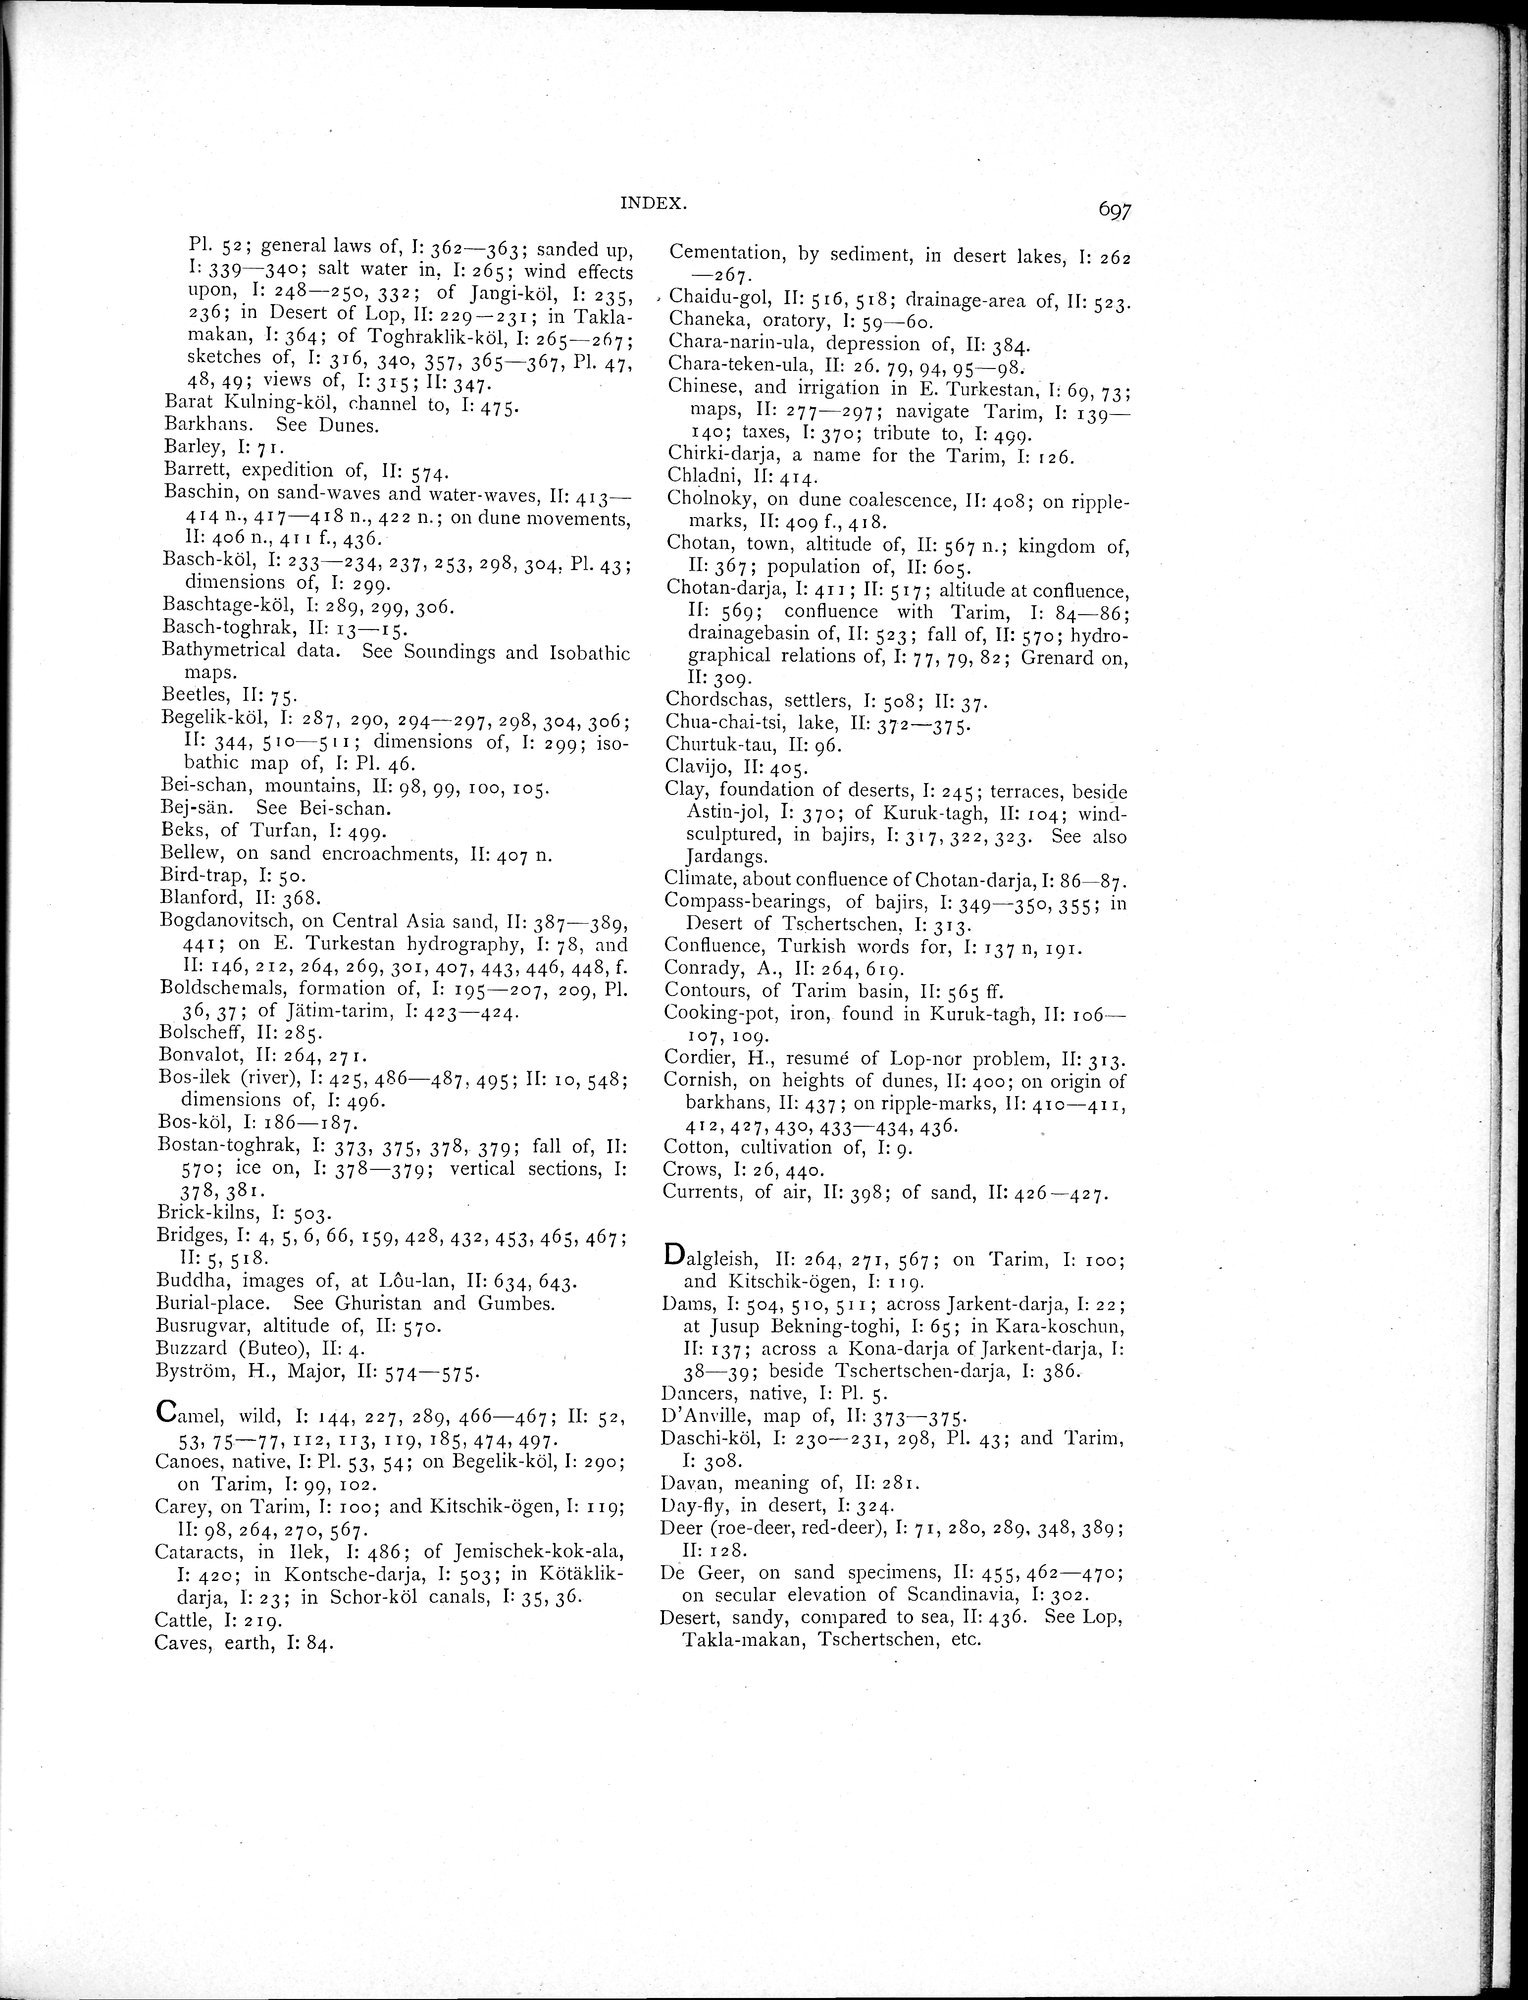 INDEX.
697
Pl. 52; general laws of, I: 362—363; sanded up,
I: 339—340; salt water in, I: 265; wind effects
upon, I: 248—250, 332; of Jangi-köl, I: 235,
236; in Desert of Lop, II: 229—231; in Takla-
makan, I: 364; of Toghraklik-köl, I: 265—267;
sketches of, I: 316, 340, 357, 365—367, Pl. 47,
48, 49; views of, I: 315; II: 347.
Barat Kulning-köl, channel to, I: 475.
Barkhans. See Dunes.
Barley, I: 71.
Barrett, expedition of, II: 574.
Baschin, on sand-waves and water-waves, II: 413—
414 n., 417—418 n., 422 n.; on dune movements,
II: 406 n., 411 f., 436.
Basch-köl, I: 233—234, 237, 253, 298, 304, Pl. 43;
dimensions of, I: 299.
Baschtage-köl, I: 289, 299, 306.
Basch-toghrak, II: 13—15.
Bathymetrical data. See Soundings and Isobathic
maps.
Beetles, II: 75.
Begelik-köl, I: 287, 290, 294—297, 298, 304, 306;
II: 344, 510—511; dimensions of, I: 299; iso-
bathic map of, I: Pl. 46.
Bei-schan, mountains, II: 98, 99, 100, 105.
Bej-sän. See Bei-schan.
Beks, of Turfan, I: 499.
Bellew, on sand encroachments, II: 407 n.
Bird-trap, I: 50.
Blanford, II: 368.
Bogdanovitsch, on Central Asia sand, II: 387—389,
441; on E. Turkestan hydrography, I: 78, and
II: 146, 212, 264, 269, 301, 407, 443, 446, 448, f.
Boldschemals, formation of, I: 195—207, 209, Pl.
36, 37; of Jätim-tarim, I: 423—424.
Bolscheff, II: 285.
Bonvalot, II: 264, 271.
Bos-ilek (river), I: 425, 486—487, 495; II: 10, 548;
dimensions of, I: 496.
Bos-köl, I: 186—187.
Bostan-toghrak, I: 373, 375, 378, 379; fall of, II:
570; ice on, I: 378—379; vertical sections, I:
378, 381.
Brick-kilns, I: 503.
Bridges, I: 4, 5, 6, 66, 159, 428, 432, 453, 465, 467;
II: 5, 518.
Buddha, images of, at Lôu-lan, II: 634, 643.
Burial-place. See Ghuristan and Gumbes.
Busrugvar, altitude of, II: 570.
Buzzard (Buteo), II: 4.
Byström, H., Major, II: 574—575.
Camel, wild, I: 144, 227, 289, 466—467; II: 52,
53, 75—77, 112, 113, 119, 185, 474, 497.
Canoes, native, I: Pl. 53, 54; on Begelik-köl, I: 290;
on Tarim, I: 99, 102.
Carey, on Tarim, I: 100; and Kitschik-ögen, I: 119;
II: 98, 264, 270, 567.
Cataracts, in Ilek, I: 486; of Jemischek-kok-ala,
I: 420; in Kontsche-darja, I: 503; in Kötäklik-
darja, I: 23; in Schor-köl canals, I: 35, 36.
Cattle, I: 219.
Caves, earth, I: 84.
Cementation, by sediment, in desert lakes, I: 262
—267.
Chaidu-gol, II: 516, 518; drainage-area of, II: 523.
Chaneka, oratory, I: 59—60.
Chara-narin-ula, depression of, II: 384.
Chara-teken-ula, II: 26. 79, 94, 95—98.
Chinese, and irrigation in E. Turkestan, I: 69, 73;
maps, II: 277—297; navigate Tarim, I: 139—
140; taxes, I: 370; tribute to, I: 499.
Chirki-darja, a name for the Tarim, I: 126.
Chladni, II: 414.
Cholnoky, on dune coalescence, II: 408; on ripple-
marks, II: 409 f., 418.
Chotan, town, altitude of, II: 567 n.; kingdom of,
II: 367; population of, II: 605.
Chotan-darja, I: 411; II: 517; altitude at confluence,
II: 569; confluence with Tarim, I: 84—86;
drainagebasin of, II: 523; fall of, II: 570; hydro-
graphical relations of, I: 77, 79, 82; Grenard on,
II: 309.
Chordschas, settlers, I: 508; II: 37.
Chua-chai-tsi, lake, II: 372—375.
Churtuk-tau, II: 96.
Clavijo, II: 405.
Clay, foundation of deserts, I: 245; terraces, beside
Astin-jol, I: 370; of Kuruk-tagh, II: 104; wind-
sculptured, in bajirs, I: 317, 322, 323. See also
Jardangs.
Climate, about confluence of Chotan-darja, I: 86—87.
Compass-bearings, of bajirs, I: 349—350, 355; in
Desert of Tschertschen, I: 313.
Confluence, Turkish words for, I: 137 n, 191.
Conrady, A., II: 264, 619.
Contours, of Tarim basin, II: 565 ff.
Cooking-pot, iron, found in Kuruk-tagh, II: 106—
107, 109.
Cordier, H., resumé of Lop-nor problem, II: 313.
Cornish, on heights of dunes, II: 400; on origin of
barkhans, II: 437; on ripple-marks, II: 410—411,
412, 427, 430, 433—434, 436.
Cotton, cultivation of, I: 9.
Crows, I: 26, 440.
Currents, of air, II: 398; of sand, II: 426—427.
Dalgleish, II: 264, 271, 567; on Tarim, I: 100;
and Kitschik-ögen, I: 119.
Dams, I: 504, 510, 511; across Jarkent-darja, I: 22;
at Jusup Bekning-toghi, I: 65; in Kara-koschun,
II: 137; across a Kona-darja of Jarkent-darja, I:
38—39; beside Tschertschen-darja, I: 386.
Dancers, native, I: Pl. 5.
D'Anville, map of, II: 373—375.
Daschi-köl, I: 230—231, 298, Pl. 43; and Tarim,
I: 308.
Davan, meaning of, II: 281.
Day-fly, in desert, I: 324.
Deer (roe-deer, red-deer), I: 71, 280, 289, 348, 389;
II: 128.
De Geer, on sand specimens, II: 455, 462—470;
on secular elevation of Scandinavia, I: 302.
Desert, sandy, compared to sea, II: 436. See Lop,
Takla-makan, Tschertschen, etc.